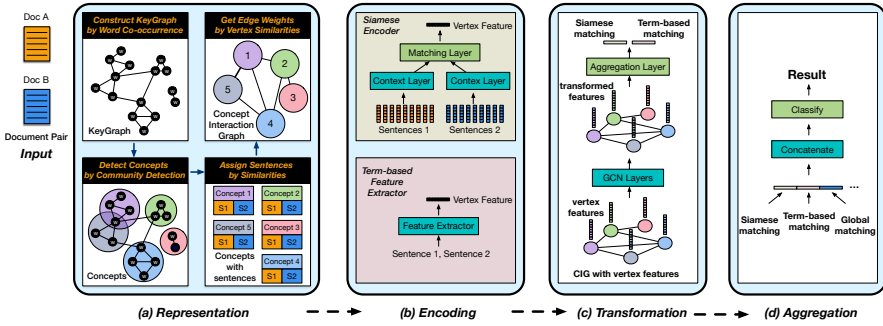 Doc A
Doc B
Document Pair
Input
Construct KeyGraph
by Word Co-occurrence
W
W
W
W
W
W
W
W
W
W
W
W
W
W
KeyGraph
Get Edge Weights
by Vertex Similarities
1
2
5
3
4
Concept
Interaction
Graph
Detect Concepts
by Community Detection
W
W
W
W
W
W
W
W
W
W
W
W
W
Concepts
Assign Sentences
by Similarities
Concept 1
S1 S2
Concept 2
S1 S2
Concept 5
S1 S2
Concept 3
S1 S2
Concepts
with
sentences
Concept 4
S1 S2
(a) Representation
Siamese
Encoder
Vertex Feature
Matching Layer
Context Layer
Contex Layer
Sentences 1
Sentences 2
Term-based
Feature
Extractor
Vertex Feature
Feature Extractor
Sentence 1, Sentence 2
(b) Encoding
Siamese
matching
Term-based
matching
Aggregation Layer
transformed
features
GCN Layers
vertex
features
CIG with vertex features
(c) Transformation
Result
Classify
Concatenate
...
Siamese
matching
Term-based
matching
Global
matching
(d) Aggregation